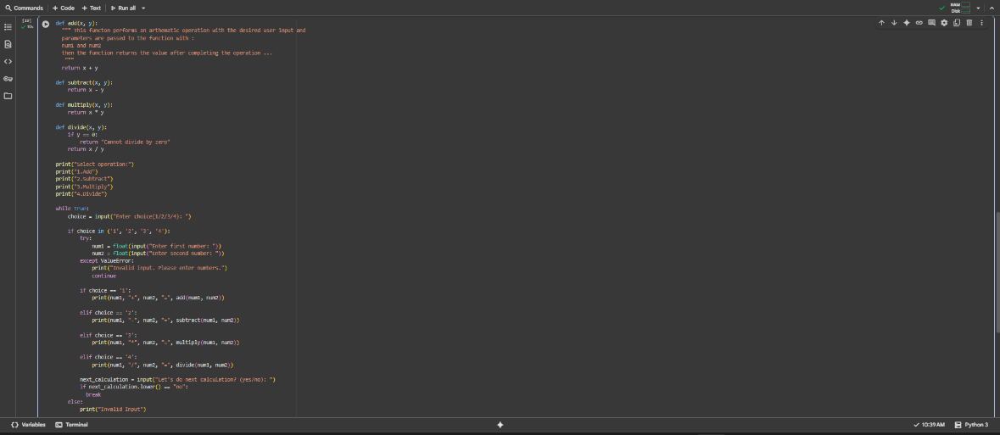 Commands + Code + Text Run all
RAM
Disk
[19]
10s
def add(x, y):
""" this functon performs an arthematic operation with the desired user input and
parameters are passed to the function with :
num1 and num2
then the function returns the value after completing the operation ...
"""
return x + y
def subtract(x, y):
return x - y
def multiply(x, y):
return x * y
def divide(x, y):
if y == 0:
return "Cannot divide by zero"
return x / y
print("Select operation:")
print("1.Add")
print("2.Subtract")
print("3.Multiply")
print("4.Divide")
while True:
choice = input("Enter choice(1/2/3/4): ")
if choice in ('1', '2', '3', '4'):
try:
num1 = float(input("Enter first number: "))
num2 = float(input("Enter second number: "))
except ValueError:
print("Invalid input. Please enter numbers.")
continue
if choice == '1':
print(num1, "+", num2, "=", add(num1, num2))
elif choice == '2':
print(num1, "-", num2, "=", subtract(num1, num2))
elif choice == '3':
print(num1, "*", num2, "=", multiply(num1, num2))
elif choice == '4':
print(num1, "/", num2, "=", divide(num1, num2))
next_calculation = input("Let's do next calculation? (yes/no): ")
if next_calculation.lower() == "no":
break
else:
print("Invalid Input")
Variables Terminal
10:39 AM Python 3